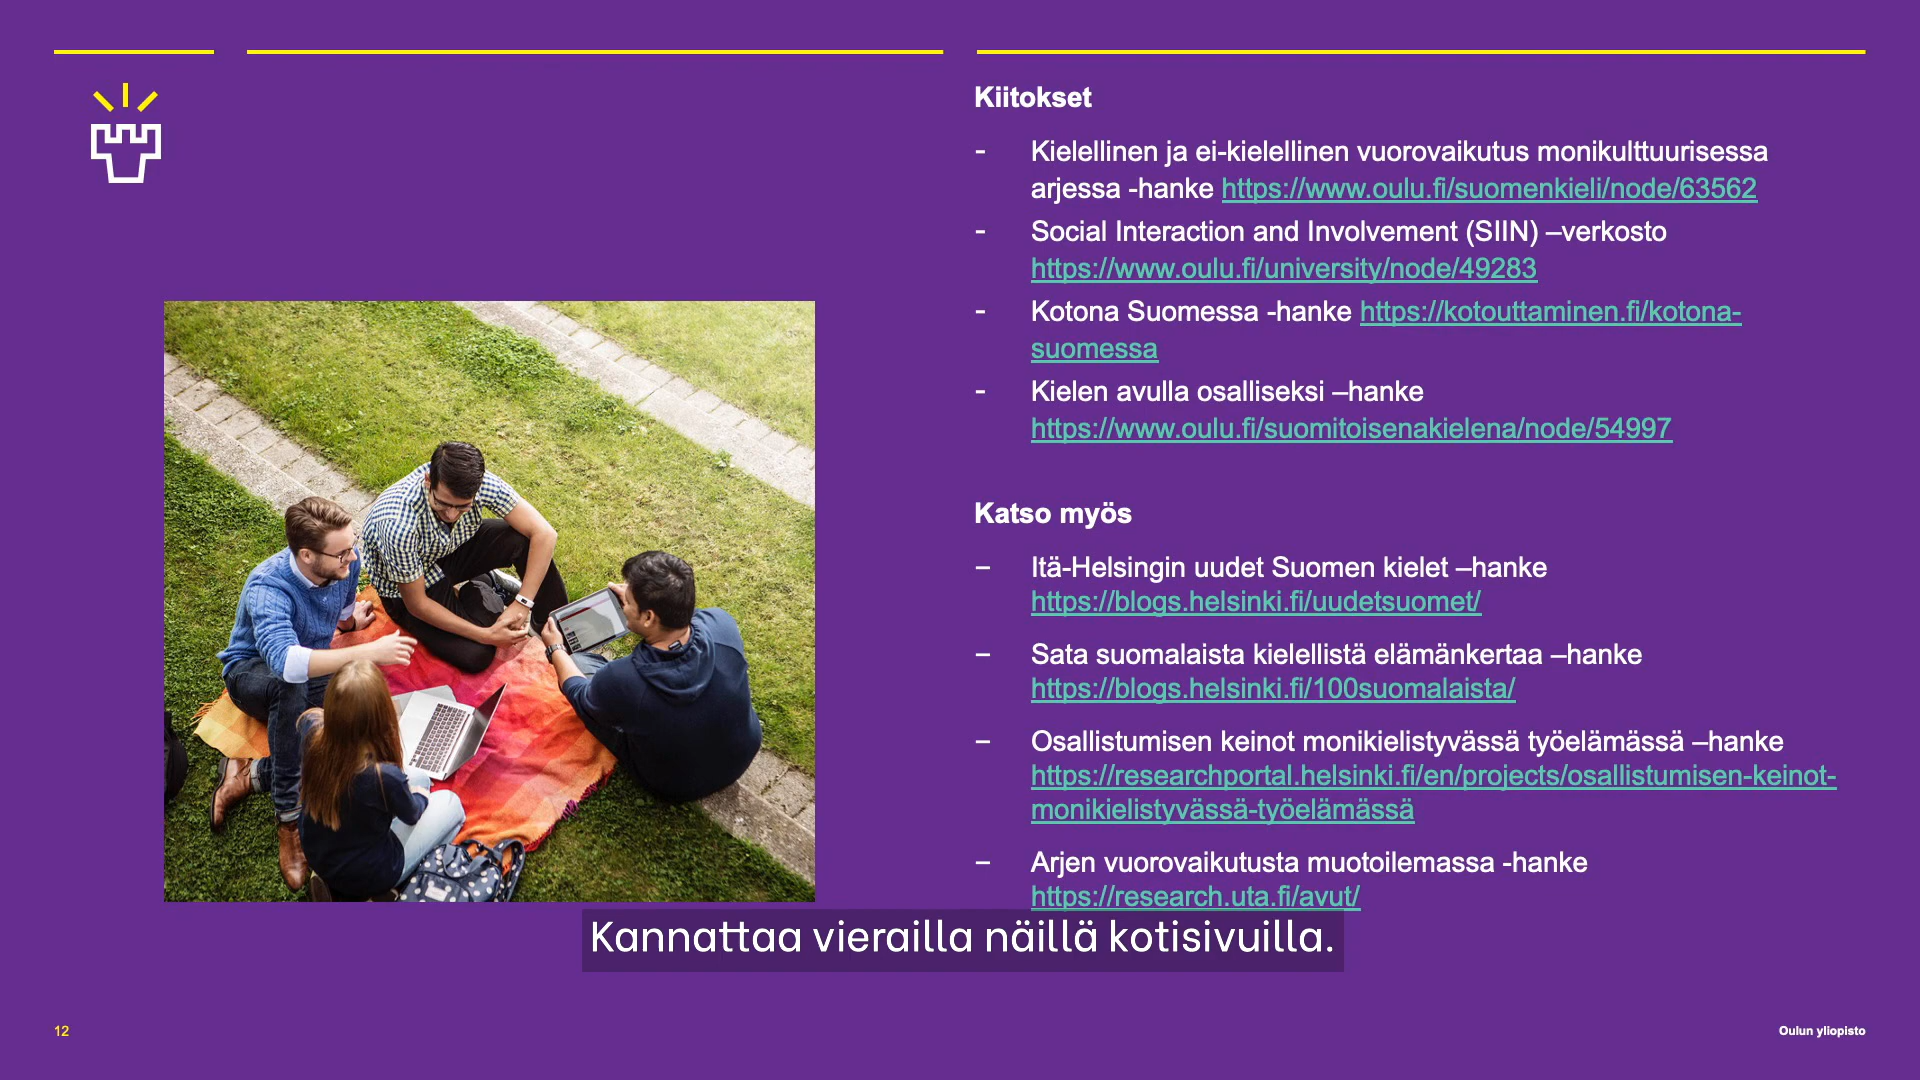 Kiitokset
- Kielellinen ja ei-kielellinen vuorovaikutus monikulttuurisessa
arjessa -hanke https://www.oulu.fi/suomenkieli/node/63562
- Social Interaction and Involvement (SIIN) –verkosto
https://www.oulu.fi/university/node/49283
- Kotona Suomessa -hanke https://kotouttaminen.fi/kotona-
suomessa
- Kielen avulla osalliseksi –hanke
https://www.oulu.fi/suomitoisenakielena/node/54997
Katso myös
– Itä-Helsingin uudet Suomen kielet –hanke
https://blogs.helsinki.fi/uudetsuomet/
– Sata suomalaista kielellistä elämänkertaa –hanke
https://blogs.helsinki.fi/100suomalaista/
– Osallistumisen keinot monikielistyvässä työelämässä –hanke
https://researchportal.helsinki.fi/en/projects/osallistumisen-keinot-
monikielistyvässä-työelämässä
– Arjen vuorovaikutusta muotoilemassa -hanke
https://research.uta.fi/avut/
Kannattaa vierailla näillä kotisivuilla.
12
Oulun yliopisto